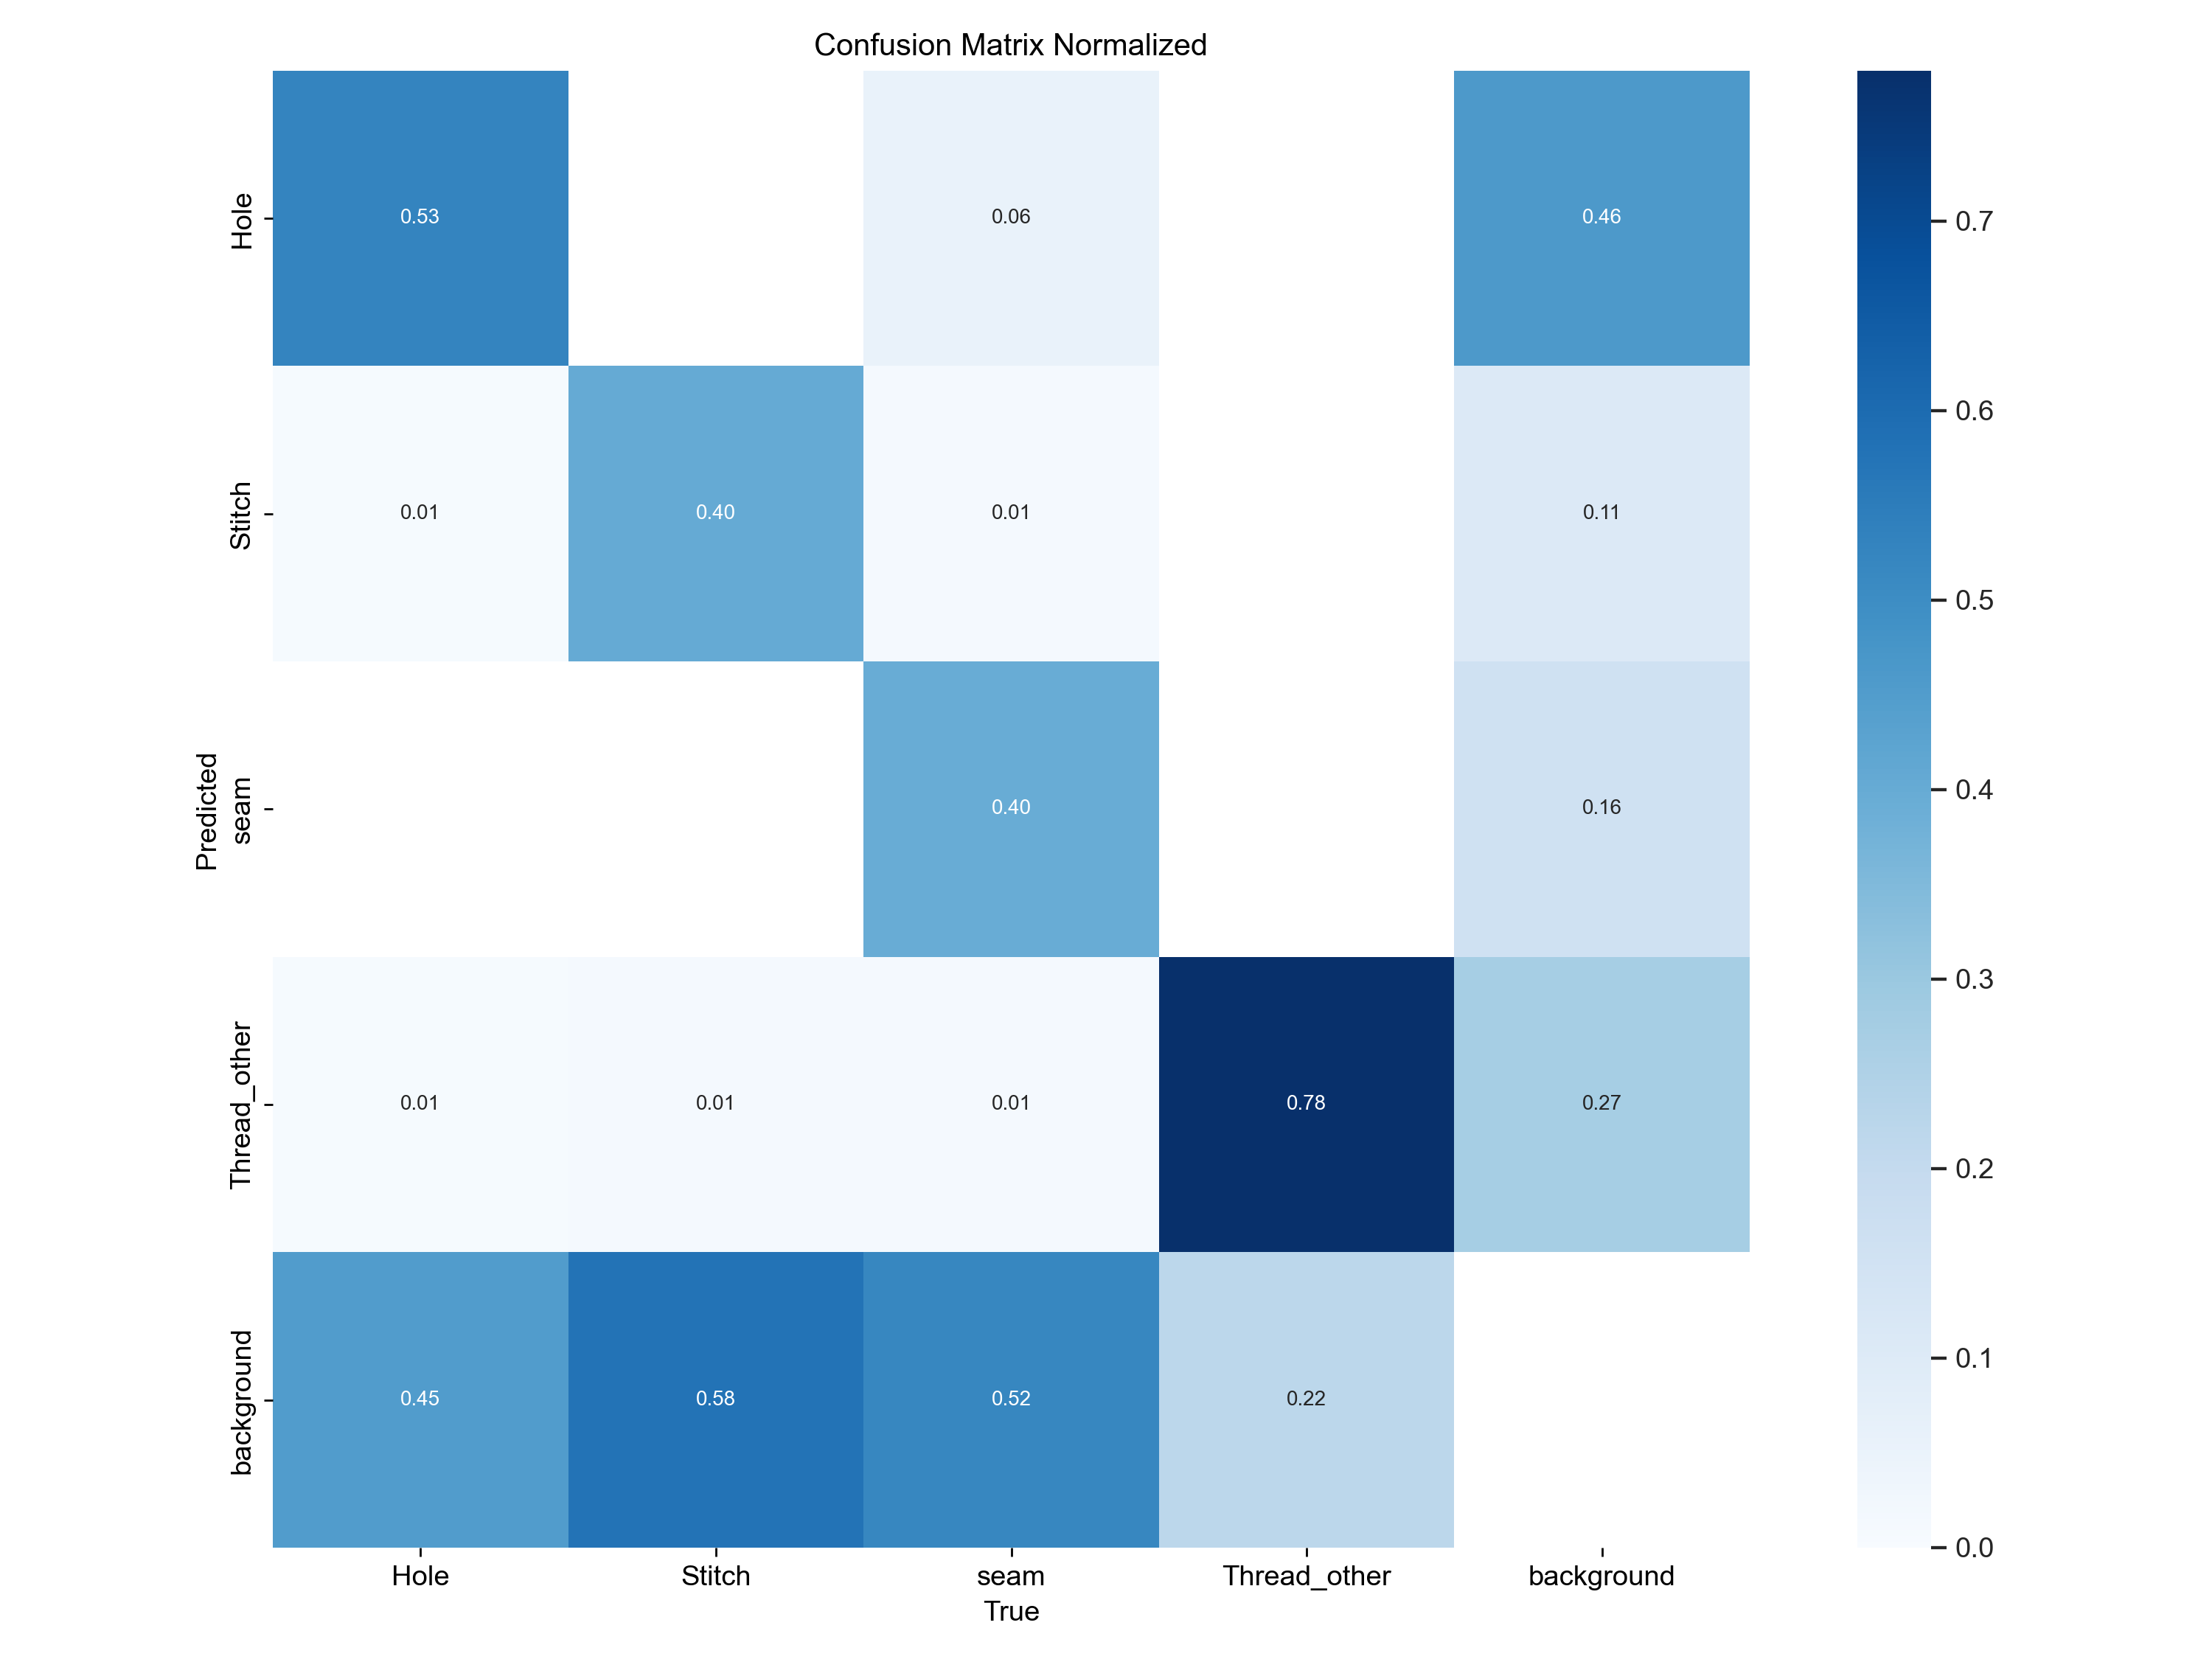 Confusion Matrix Normalized
Predicted
Hole
0.53
0.06
0.46
Stitch
0.01
0.40
0.01
0.11
seam
0.40
0.16
Thread_other
0.01
0.01
0.01
0.78
0.27
background
0.45
0.58
0.52
0.22
Hole
Stitch
seam
Thread_other
background
True
0.7
0.6
0.5
0.4
0.3
0.2
0.1
0.0